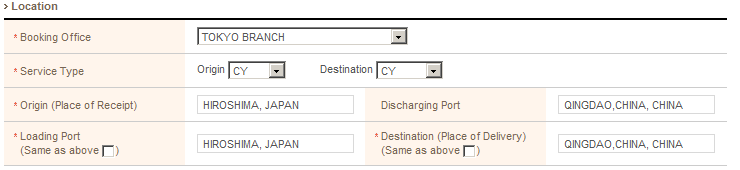 › Location
* Booking Office TOKYO BRANCH
* Service Type Origin CY Destination CY
* Origin (Place of Receipt) HIROSHIMA, JAPAN Discharging Port QINGDAO,CHINA, CHINA
* Loading Port
(Same as above ) HIROSHIMA, JAPAN
* Destination (Place of Delivery)
(Same as above ) QINGDAO,CHINA, CHINA